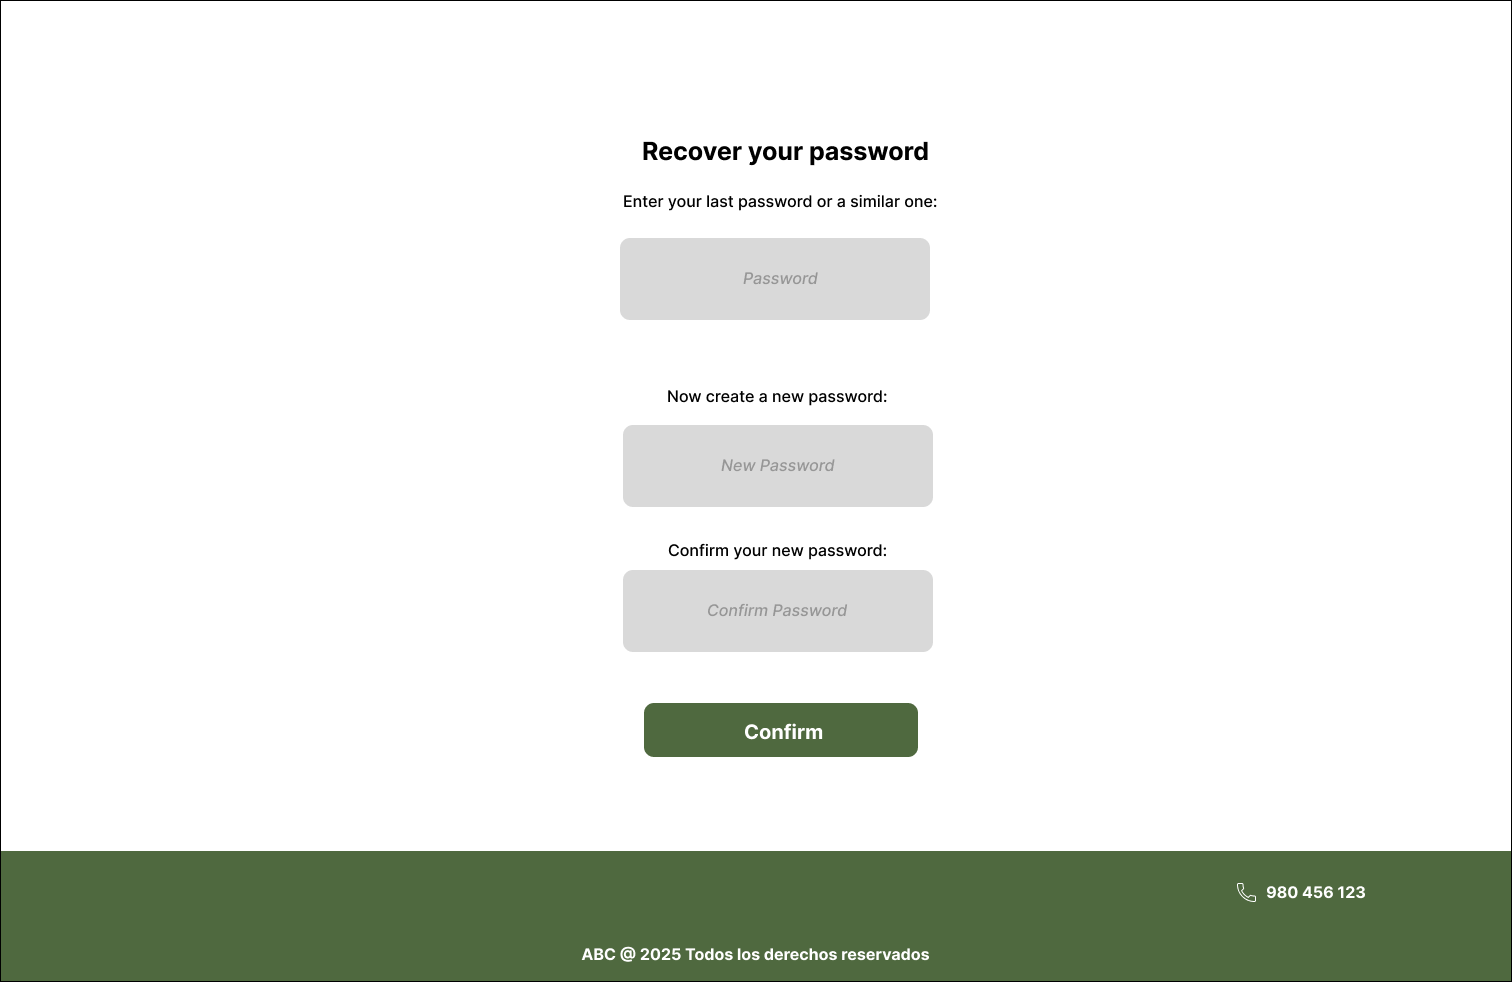 Recover your password
Enter your last password or a similar one:
Password
Now create a new password:
New Password
Confirm your new password:
Confirm Password
Confirm
980 456 123
ABC @ 2025 Todos los derechos reservados